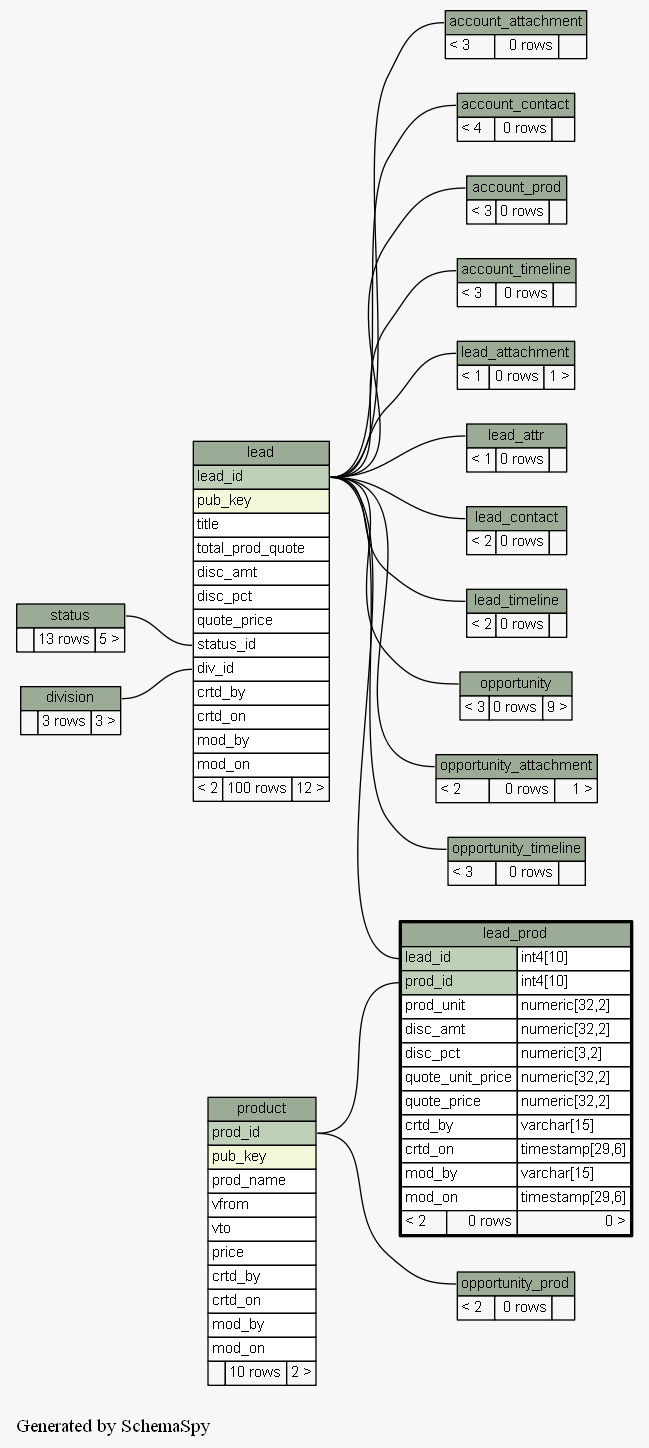 account_attachment
< 3 0 rows
account_contact
< 4 0 rows
account_prod
< 3 0 rows
account_timeline
< 3 0 rows
lead_attachment
< 1 0 rows 1 >
lead_attr
< 1 0 rows
lead_contact
< 2 0 rows
lead_timeline
< 2 0 rows
opportunity
< 3 0 rows 9 >
opportunity_attachment
< 2 0 rows 1 >
opportunity_timeline
< 3 0 rows
lead
lead_id
pub_key
title
total_prod_quote
disc_amt
disc_pct
quote_price
status_id
div_id
crtd_by
crtd_on
mod_by
mod_on
< 2 100 rows 12 >
status
13 rows 5 >
division
3 rows 3 >
lead_prod
lead_id int4[10]
prod_id int4[10]
prod_unit numeric[32,2]
disc_amt numeric[32,2]
disc_pct numeric[3,2]
quote_unit_price numeric[32,2]
quote_price numeric[32,2]
crtd_by varchar[15]
crtd_on timestamp[29,6]
mod_by varchar[15]
mod_on timestamp[29,6]
< 2 0 rows 0 >
product
prod_id
pub_key
prod_name
vfrom
vto
price
crtd_by
crtd_on
mod_by
mod_on
10 rows 2 >
opportunity_prod
< 2 0 rows
Generated by SchemaSpy